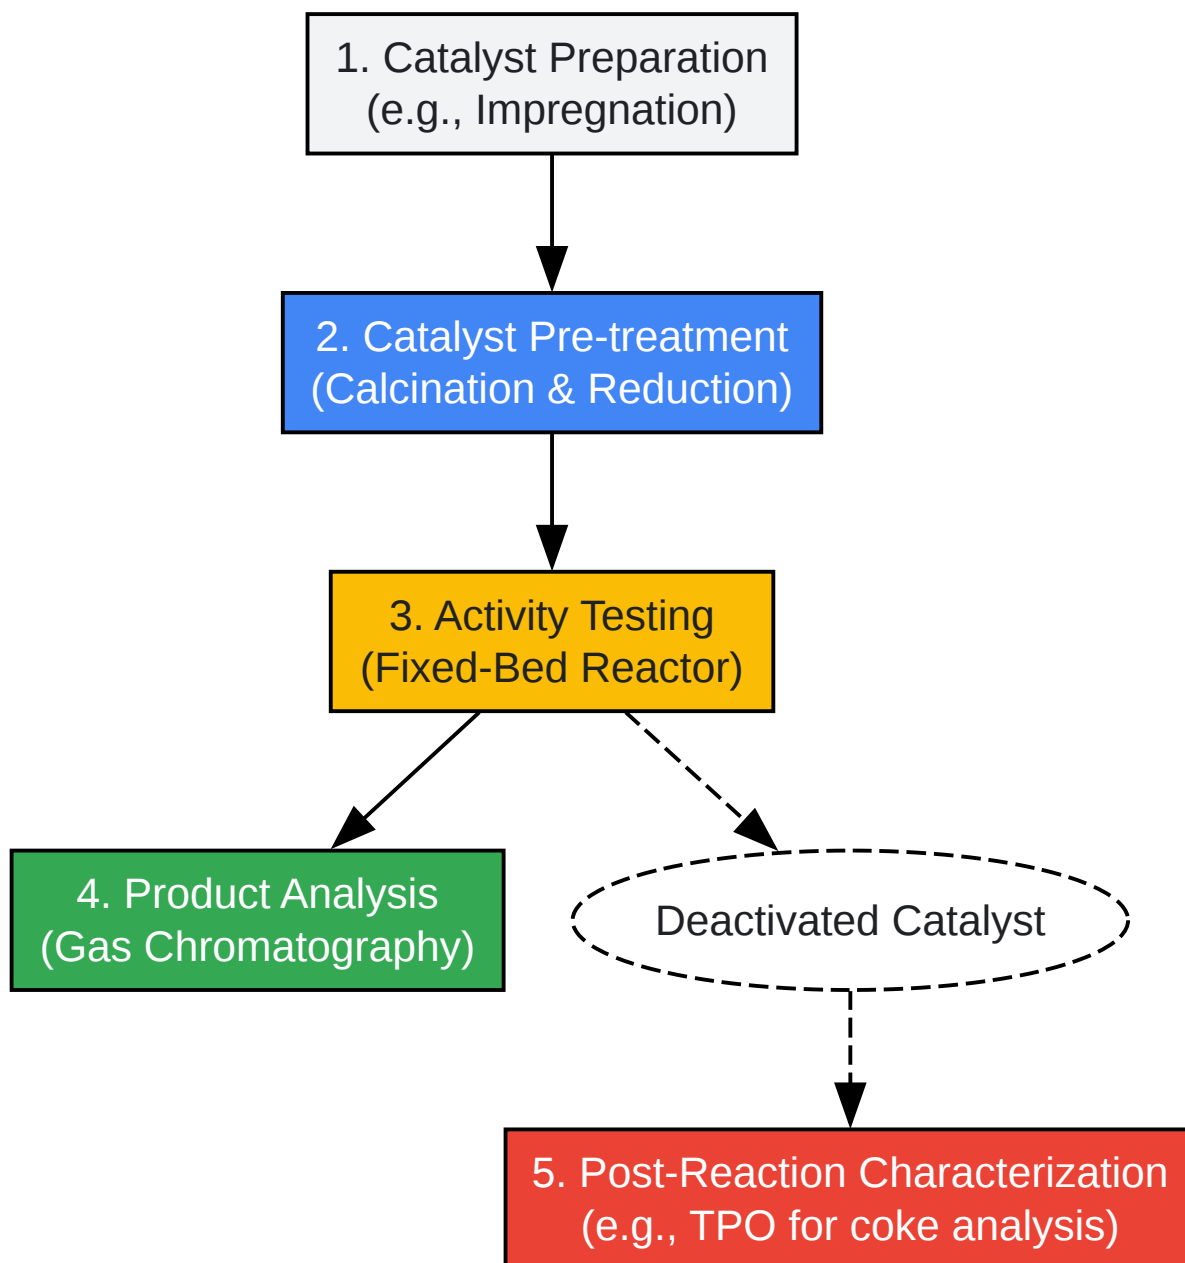 1. Catalyst Preparation
(e.g., Impregnation)
2. Catalyst Pre-treatment
(Calcination & Reduction)
3. Activity Testing
(Fixed-Bed Reactor)
4. Product Analysis
(Gas Chromatography)
Deactivated Catalyst
5. Post-Reaction Characterization
(e.g., TPO for coke analysis)